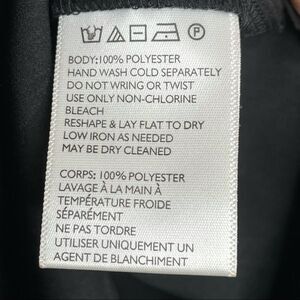 P
BODY: 100% POLYESTER
HAND WASH COLD SEPARATELY
DO NOT WRING OR TWIST
USE ONLY NON-CHLORINE
BLEACH
RESHAPE & LAY FLAT TO DRY
LOW IRON AS NEEDED
MAY BE DRY CLEANED
CORPS: 100% POLYESTER
LAVAGE À LA MAIN À
TEMPÉRATURE FROIDE
SÉPARÉMENT
NE PAS TORDRE
UTILISER UNIQUEMENT UN
AGENT DE BLANCHIMENT